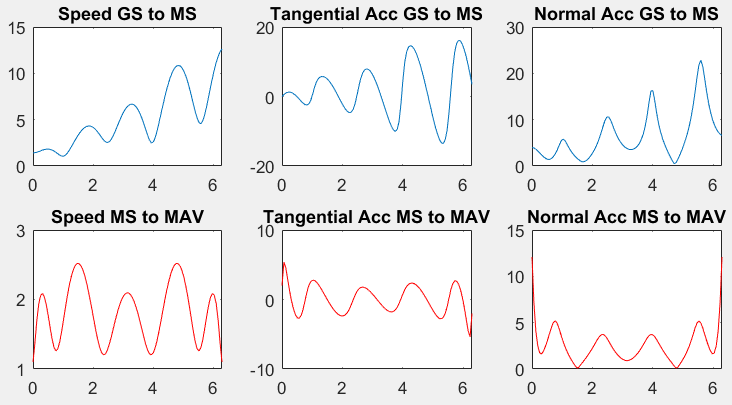 Speed GS to MS
Tangential Acc GS to MS
Normal Acc GS to MS
15
10
5
0
0 2 4 6
20
0
-20
0 2 4 6
30
20
10
0
0 2 4 6
Speed MS to MAV
Tangential Acc MS to MAV
Normal Acc MS to MAV
3
2
1
0 2 4 6
10
0
-10
0 2 4 6
15
10
5
0
0 2 4 6